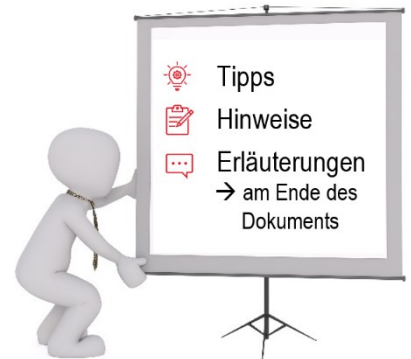 Tipps
Hinweise
Erläuterungen
→ am Ende des
Dokuments